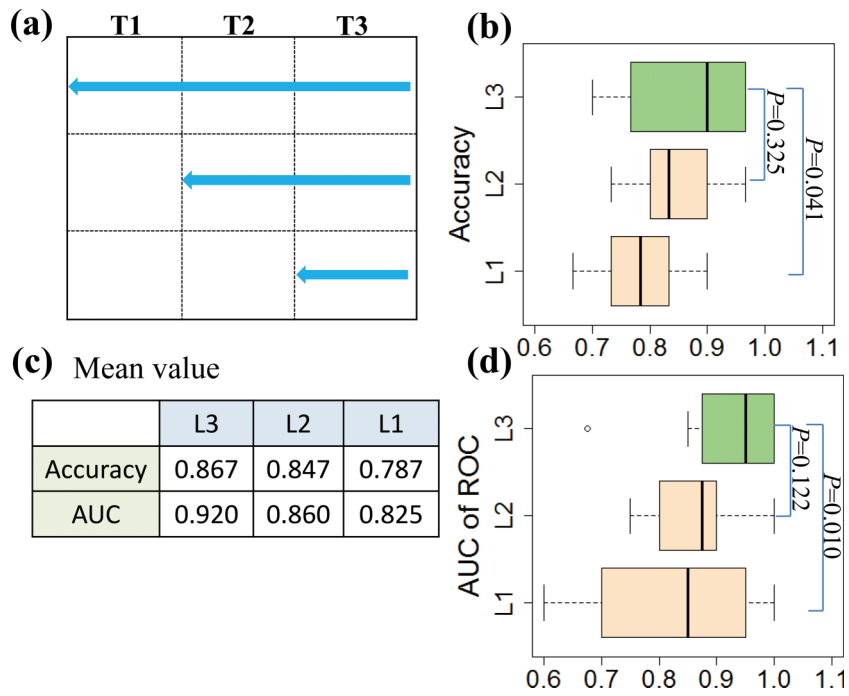 (a)
T1 T2 T3
(b)
Accuracy
L3
L2
L1
P=0.325
P=0.041
0.6 0.7 0.8 0.9 1.0 1.1
(c) Mean value
L3 L2 L1
Accuracy 0.867 0.847 0.787
AUC 0.920 0.860 0.825
(d)
AUC of ROC
L3
L2
L1
P=0.122
P=0.010
0.6 0.7 0.8 0.9 1.0 1.1